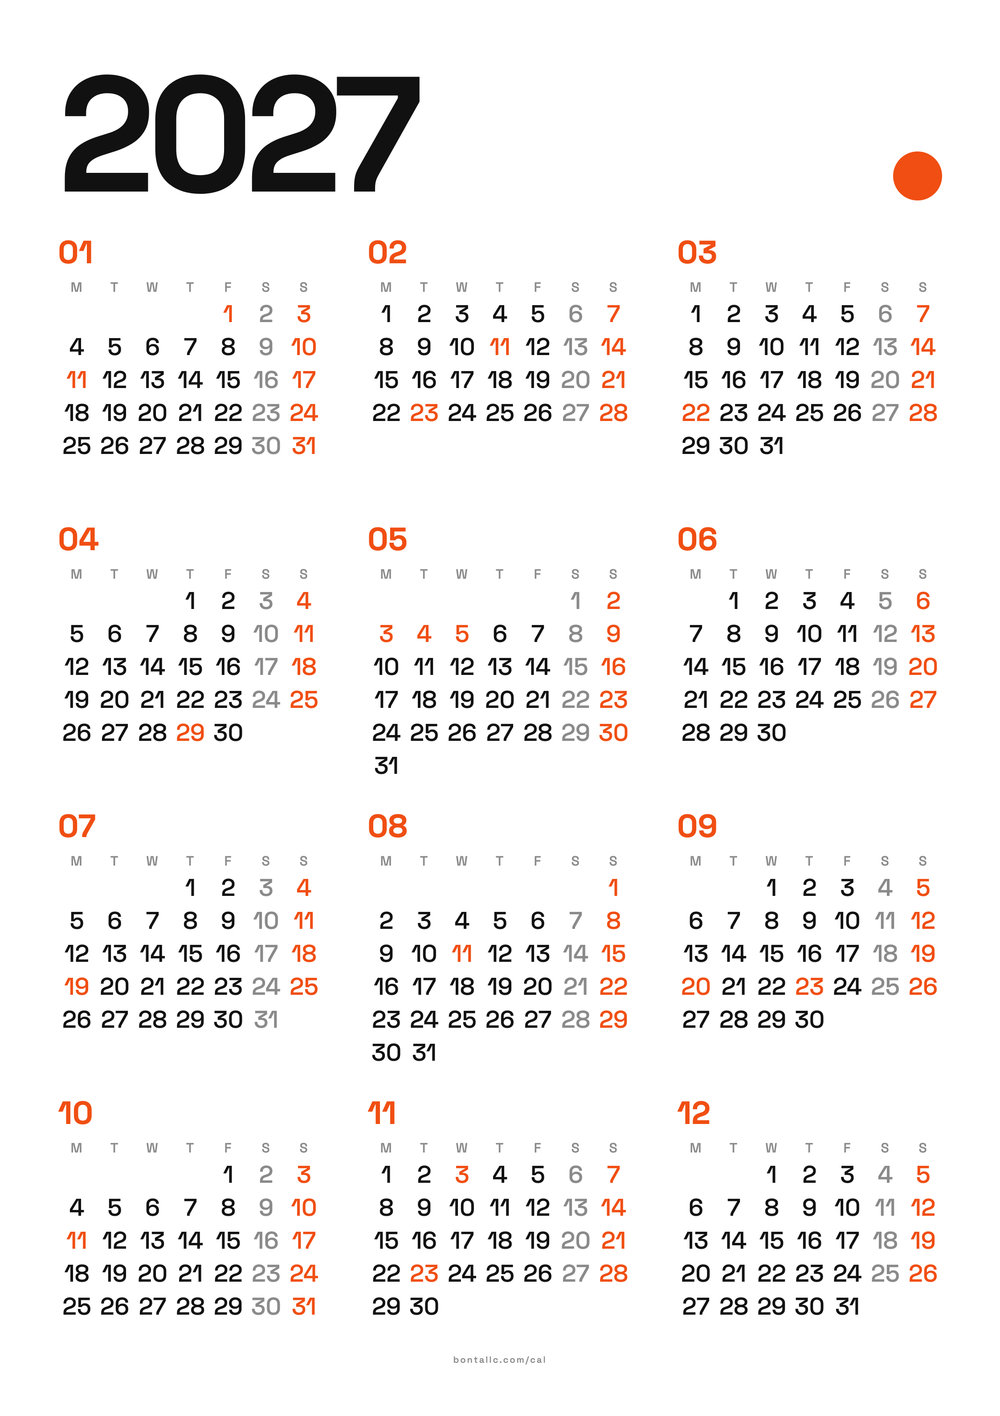 2027
01 02 03
M T W T F S S M T W T F S S M T W T F S S
1 2 3 1 2 3 4 5 6 7 1 2 3 4 5 6 7
4 5 6 7 8 9 10 8 9 10 11 12 13 14 8 9 10 11 12 13 14
11 12 13 14 15 16 17 15 16 17 18 19 20 21 15 16 17 18 19 20 21
18 19 20 21 22 23 24 22 23 24 25 26 27 28 22 23 24 25 26 27 28
25 26 27 28 29 30 31 29 30 31
04 05 06
M T W T F S S M T W T F S S M T W T F S S
1 2 3 4 1 2 1 2 3 4 5 6
5 6 7 8 9 10 11 3 4 5 6 7 8 9 7 8 9 10 11 12 13
12 13 14 15 16 17 18 10 11 12 13 14 15 16 14 15 16 17 18 19 20
19 20 21 22 23 24 25 17 18 19 20 21 22 23 21 22 23 24 25 26 27
26 27 28 29 30 24 25 26 27 28 29 30 28 29 30
31
07 08 09
M T W T F S S M T W T F S S M T W T F S S
1 2 3 4 1 1 2 3 4 5
5 6 7 8 9 10 11 2 3 4 5 6 7 8 6 7 8 9 10 11 12
12 13 14 15 16 17 18 9 10 11 12 13 14 15 13 14 15 16 17 18 19
19 20 21 22 23 24 25 16 17 18 19 20 21 22 20 21 22 23 24 25 26
26 27 28 29 30 31 23 24 25 26 27 28 29 27 28 29 30
30 31
10 11 12
M T W T F S S M T W T F S S M T W T F S S
1 2 3 1 2 3 4 5 6 7 1 2 3 4 5
4 5 6 7 8 9 10 8 9 10 11 12 13 14 6 7 8 9 10 11 12
11 12 13 14 15 16 17 15 16 17 18 19 20 21 13 14 15 16 17 18 19
18 19 20 21 22 23 24 22 23 24 25 26 27 28 20 21 22 23 24 25 26
25 26 27 28 29 30 31 29 30 27 28 29 30 31
bontallc.com/cal